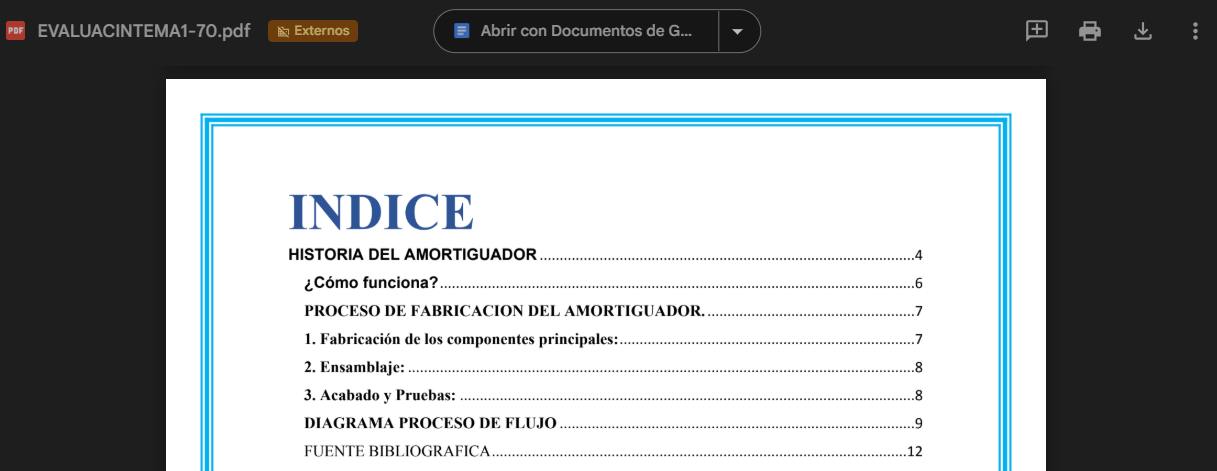 EVALUACINTEMA1-70.pdf Externos Abrir con Documentos de G...
INDICE
HISTORIA DEL AMORTIGUADOR 4
¿Cómo funciona? 6
PROCESO DE FABRICACION DEL AMORTIGUADOR. 7
1. Fabricación de los componentes principales: 7
2. Ensamblaje: 8
3. Acabado y Pruebas: 8
DIAGRAMA PROCESO DE FLUJO 9
FUENTE BIBLIOGRAFICA 12